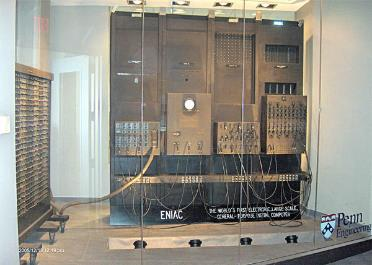 ENIAC
THE WORLD'S FIRST ELECTRONIC, LARGE SCALE,
GENERAL-PURPOSE DIGITAL COMPUTER
Penn
Engineering